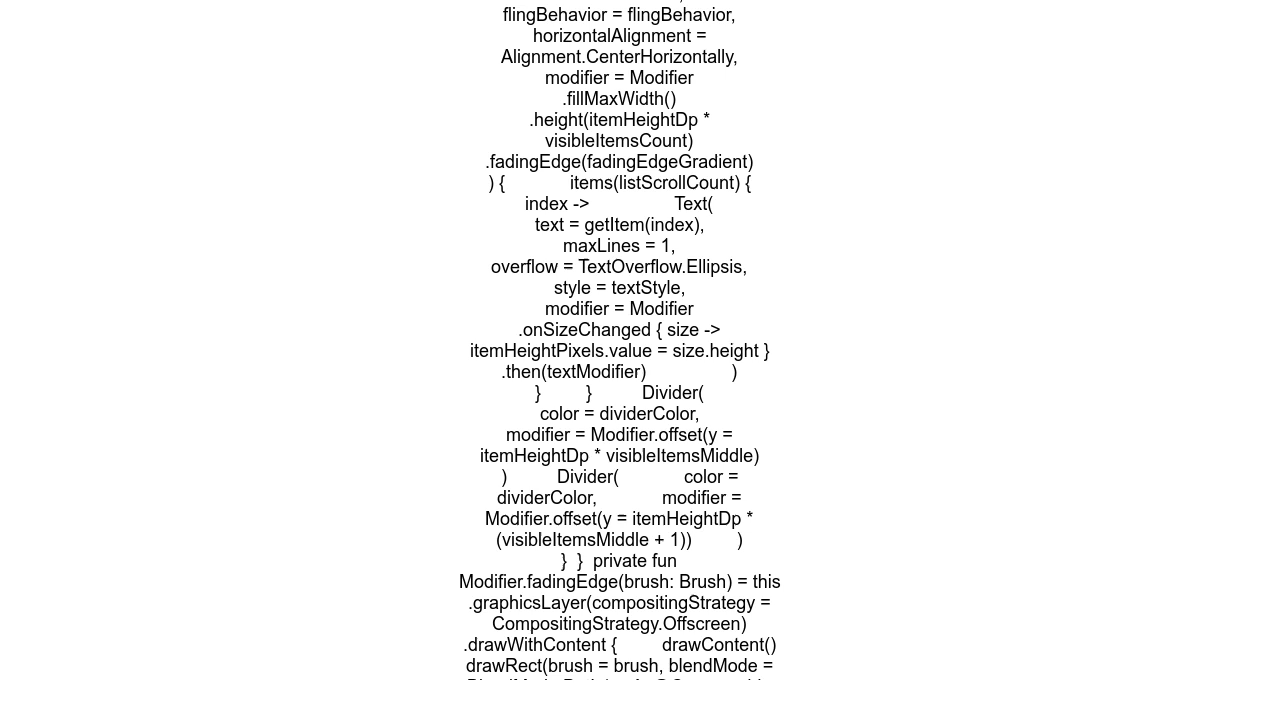 flingBehavior = flingBehavior,
horizontalAlignment =
Alignment.CenterHorizontally,
modifier = Modifier
.fillMaxWidth()
.height(itemHeightDp *
visibleItemsCount)
.fadingEdge(fadingEdgeGradient)
) { items(listScrollCount) {
index -> Text(
text = getItem(index),
maxLines = 1,
overflow = TextOverflow.Ellipsis,
style = textStyle,
modifier = Modifier
.onSizeChanged { size ->
itemHeightPixels.value = size.height }
.then(textModifier) )
} } Divider(
color = dividerColor,
modifier = Modifier.offset(y =
itemHeightDp * visibleItemsMiddle)
) Divider( color =
dividerColor, modifier =
Modifier.offset(y = itemHeightDp *
(visibleItemsMiddle + 1)) )
} } private fun
Modifier.fadingEdge(brush: Brush) = this
.graphicsLayer(compositingStrategy =
CompositingStrategy.Offscreen)
.drawWithContent { drawContent()
drawRect(brush = brush, blendMode =